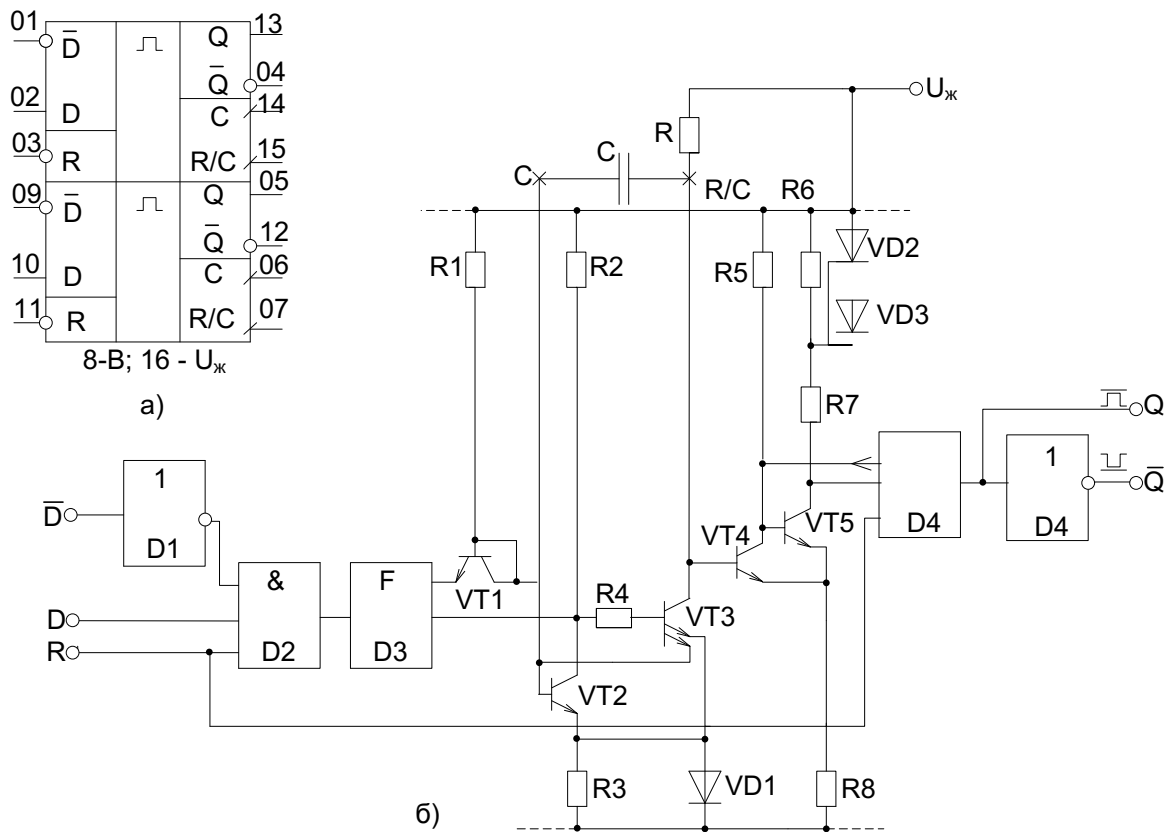 01 D̅ Q 13
Q̅ 04
02 D C 14
03 R R/C 15
09 D̅ Q 05
Q̅ 12
10 D C 06
11 R R/C 07
8-В; 16 - Uж
а)
Uж
R
C
C
R/C
R6
R1
R2
R5
VD2
VD3
R7
Q
1
1
Q̅
D̅
D1
VT5
D4
D4
VT4
&
F
VT1
R4
VT3
D
R
D2
D3
VT2
R3
VD1
R8
б)